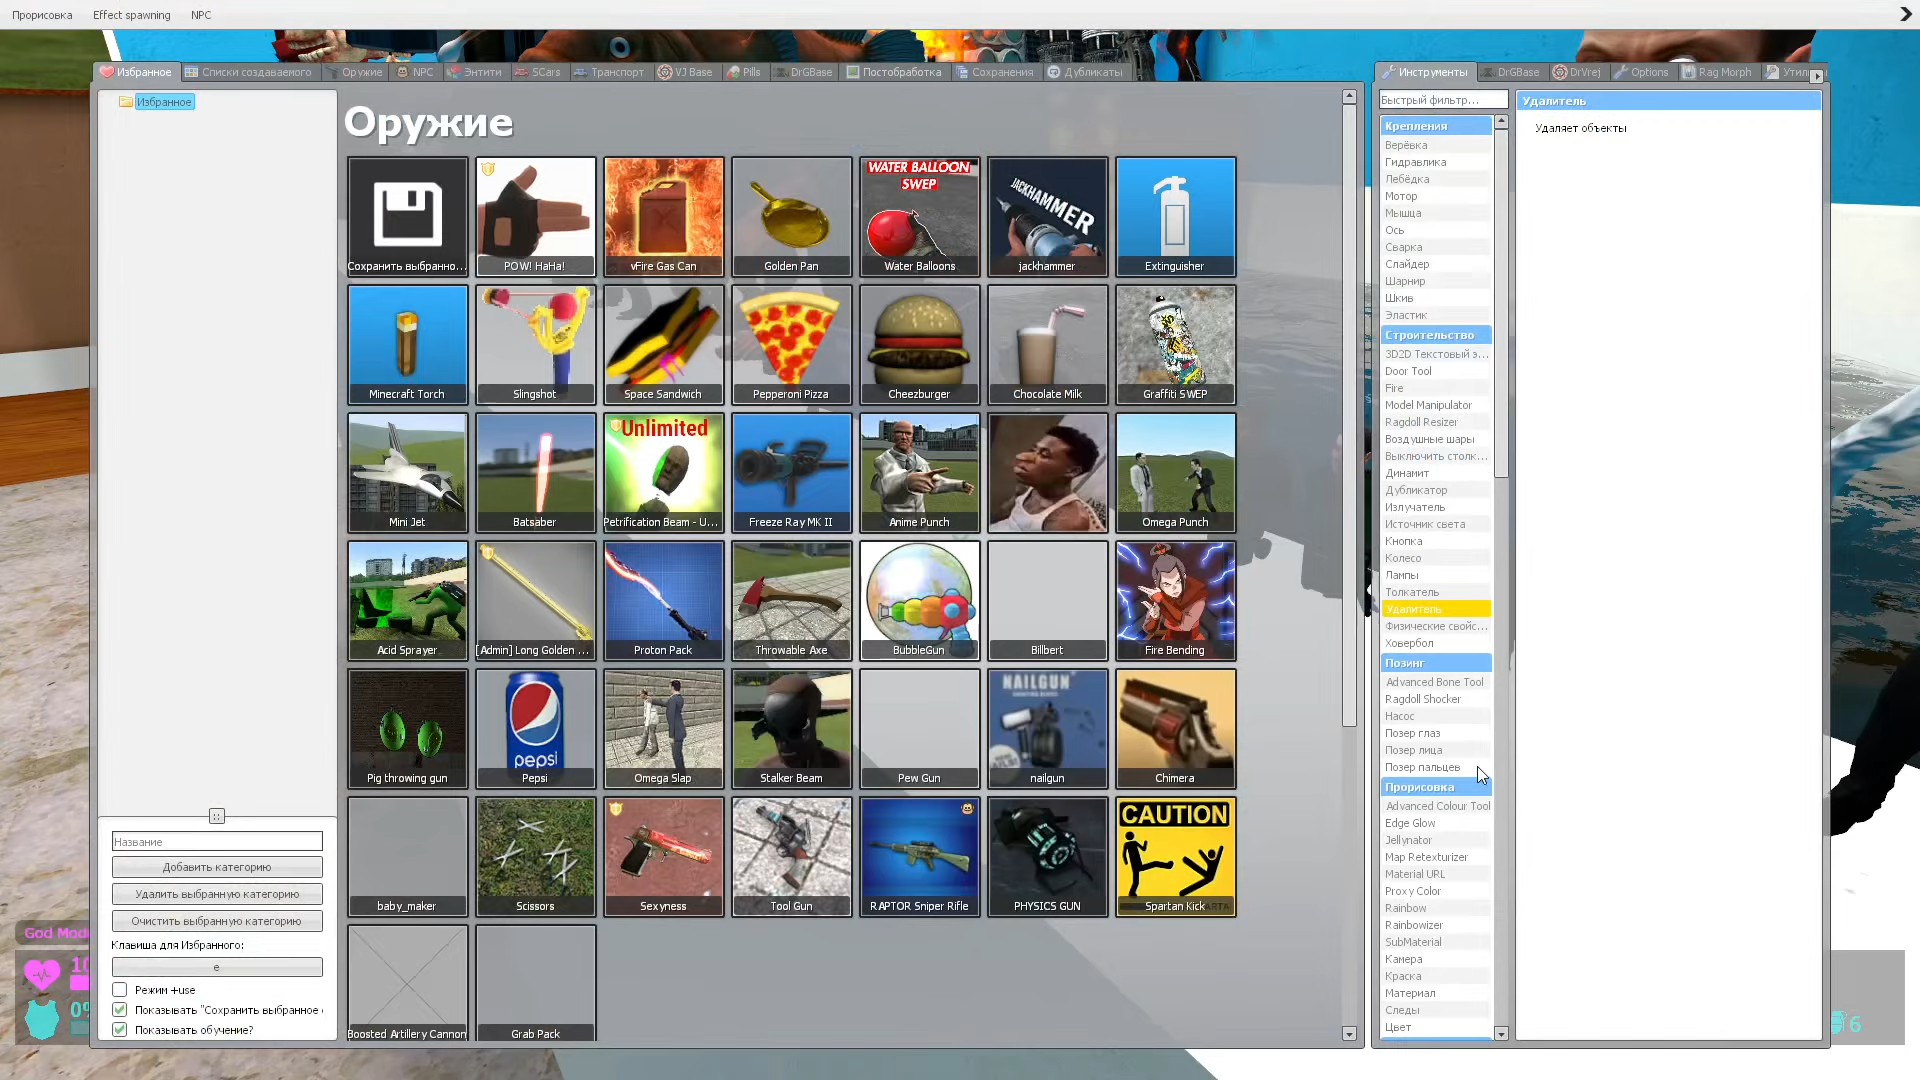 Прорисовка
Effect spawning
NPC
Избранное
Списки создаваемого
Оружие
NPC
Энтити
SCars
Транспорт
VJ Base
Pills
DrGBase
Постобработка
Сохранения
Дубликаты
Избранное
Оружие
Сохранить выбранно...
POW! HaHa!
vFire Gas Can
Golden Pan
WATER BALLOON
SWEP
Water Balloons
JACKHAMMER
jackhammer
Extinguisher
Minecraft Torch
Slingshot
Space Sandwich
Pepperoni Pizza
Cheezburger
Chocolate Milk
Graffiti SWEP
Mini Jet
Batsaber
Unlimited
Petrification Beam - U...
Freeze Ray MK II
Anime Punch
Omega Punch
Acid Sprayer
[Admin] Long Golden ...
Proton Pack
Throwable Axe
BubbleGun
Billbert
Fire Bending
Pig throwing gun
pepsi
Pepsi
Omega Slap
Stalker Beam
Pew Gun
NAILGUN
nailgun
Chimera
baby_maker
Scissors
Sexyness
Tool Gun
RAPTOR Sniper Rifle
PHYSICS GUN
CAUTION
Spartan Kick
Boosted Artillery Cannon
Grab Pack
Название
Добавить категорию
Удалить выбранную категорию
Очистить выбранную категорию
Клавиша для Избранного:
e
Режим +use
Показывать "Сохранить выбранное
Показывать обучение?
God Mod
10
0%
Инструменты
DrGBase
DrVrej
Options
Rag Morph
Утил
Быстрый фильтр...
Крепления
Верёвка
Гидравлика
Лебёдка
Мотор
Мышца
Ось
Сварка
Слайдер
Шарнир
Шкив
Эластик
Строительство
3D2D Текстовый э...
Door Tool
Fire
Model Manipulator
Ragdoll Resizer
Воздушные шары
Выключить столк...
Динамит
Дубликатор
Излучатель
Источник света
Кнопка
Колесо
Лампы
Толкатель
Удалитель
Физические свойс...
Ховербол
Позинг
Advanced Bone Tool
Ragdoll Shocker
Насос
Позер глаз
Позер лица
Позер пальцев
Прорисовка
Advanced Colour Tool
Edge Glow
Jellynator
Map Retexturizer
Material URL
Proxy Color
Rainbow
Rainbowizer
SubMaterial
Камера
Краска
Материал
Следы
Цвет
Удалитель
Удаляет объекты
6